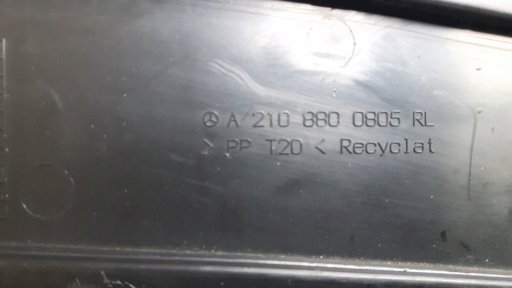 A/210 880 0805 RL
> PP T20 < Recyclat